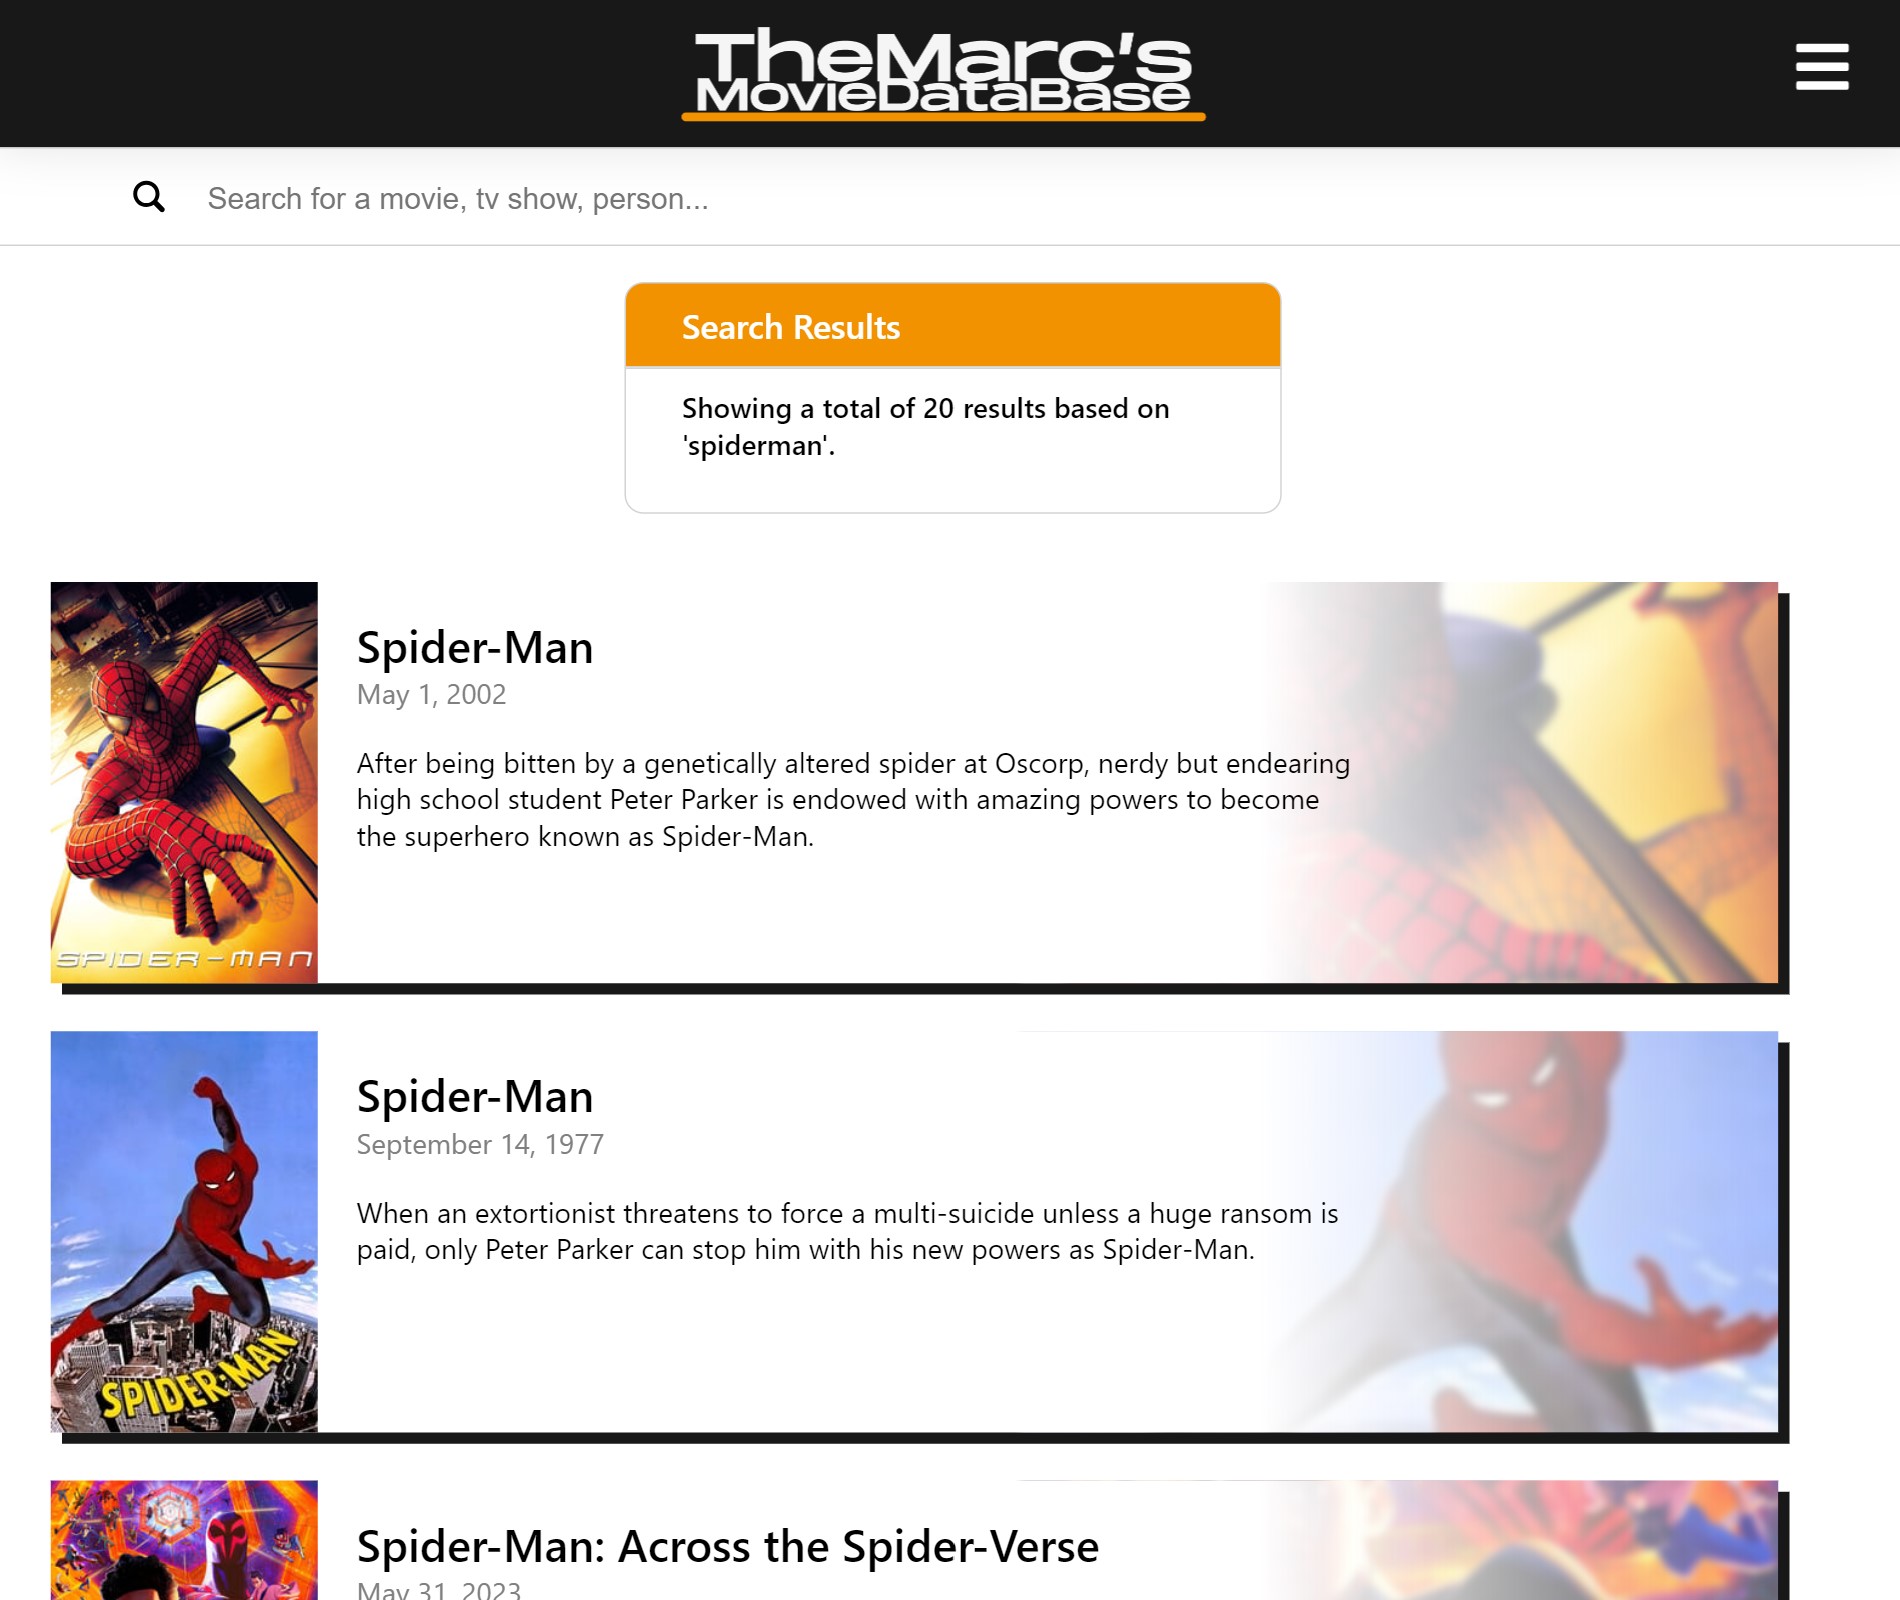 TheMarc's
MovieDataBase
Search for a movie, tv show, person...
Search Results
Showing a total of 20 results based on
'spiderman'.
Spider-Man
May 1, 2002
After being bitten by a genetically altered spider at Oscorp, nerdy but endearing
high school student Peter Parker is endowed with amazing powers to become
the superhero known as Spider-Man.
SPIDER-MAN
Spider-Man
September 14, 1977
When an extortionist threatens to force a multi-suicide unless a huge ransom is
paid, only Peter Parker can stop him with his new powers as Spider-Man.
SPIDER-MAN
Spider-Man: Across the Spider-Verse
May 31, 2023